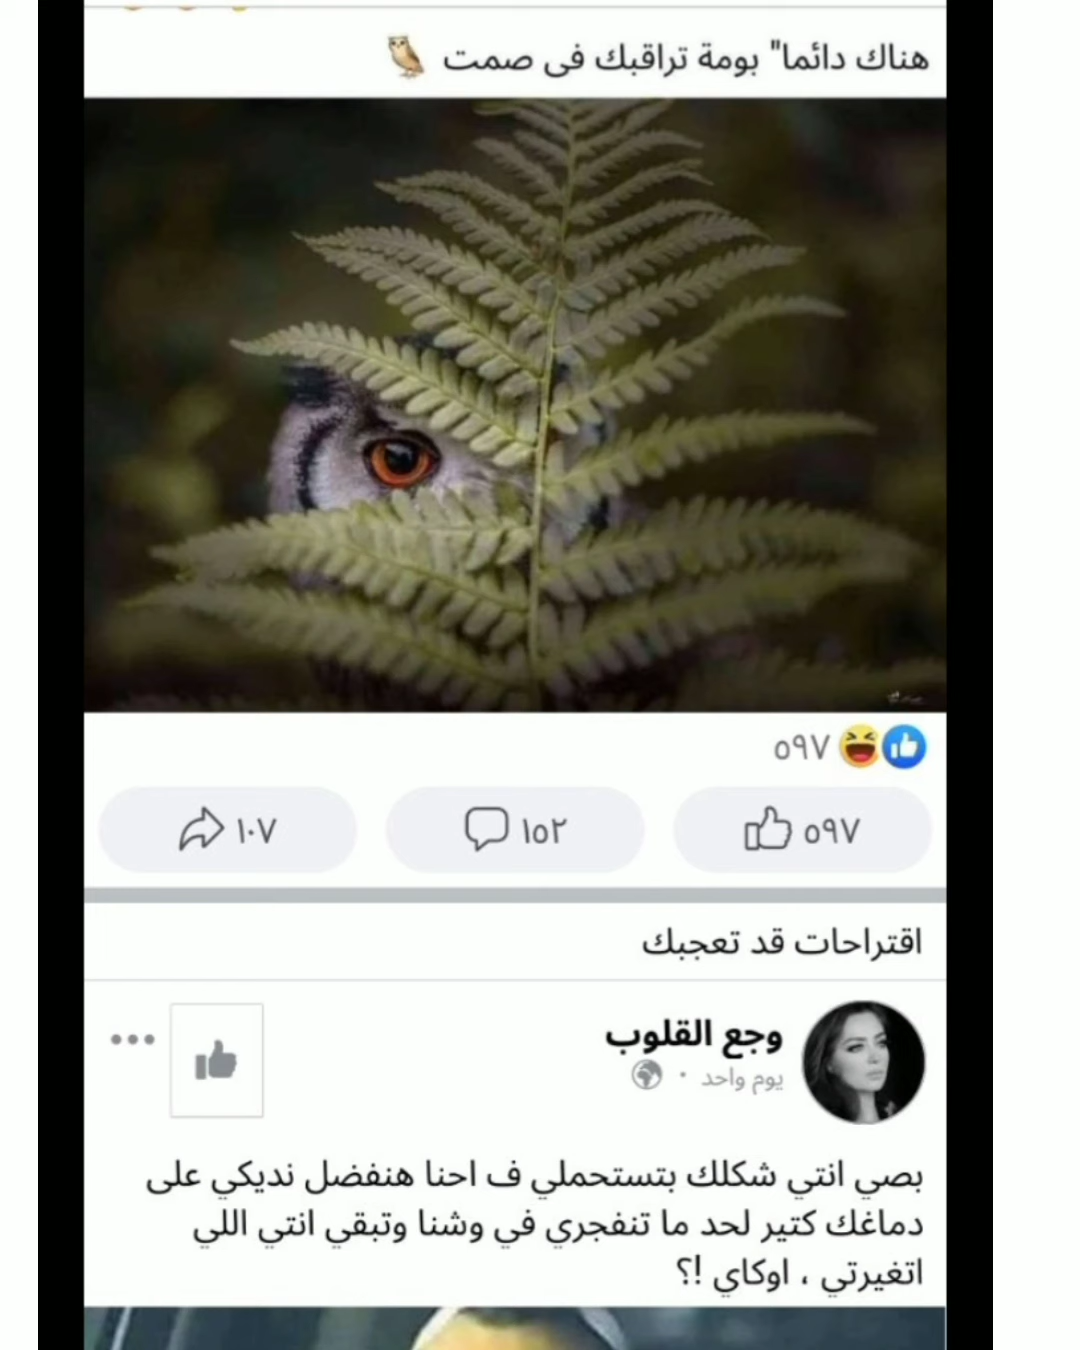 هناك دائما" بومة تراقبك فى صمت 🦉
٥٩٧
٥٩٧
١٥٢
١٠٧
اقتراحات قد تعجبك
وجع القلوب
يوم واحد ·
بصي انتي شكلك بتستحملي ف احنا هنفضل نديكي على
دماغك كتير لحد ما تنفجري في وشنا وتبقي انتي اللي
اتغيرتي ، اوكاي !؟